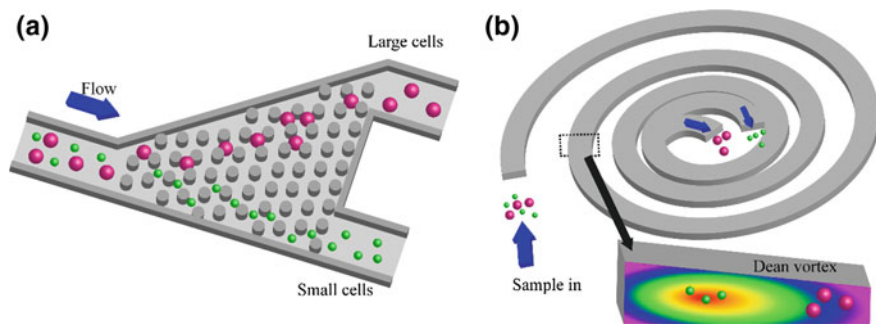 (a)
Large cells
Flow
Small cells
(b)
Sample in
Dean vortex